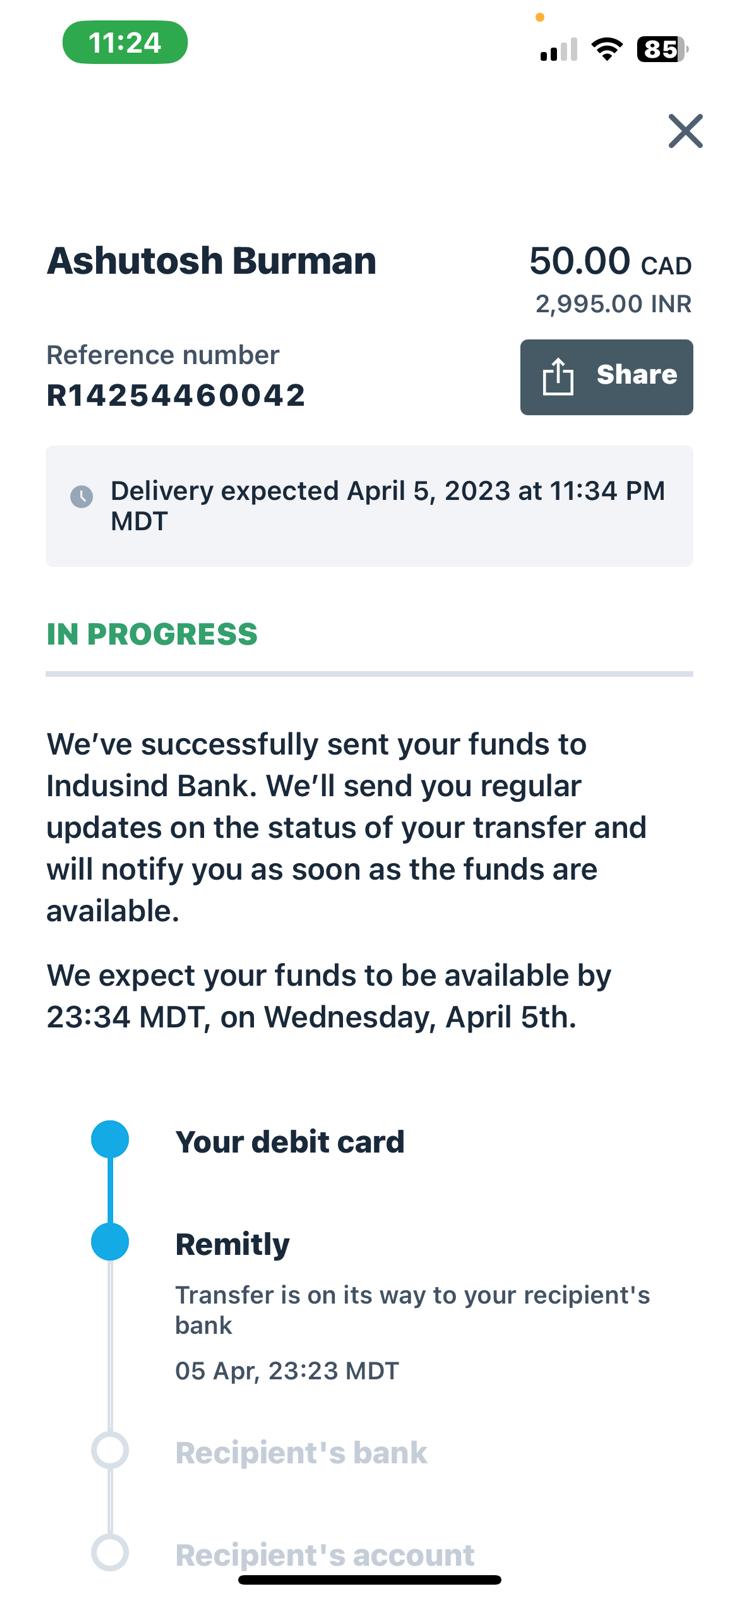 11:24
85
Ashutosh Burman
50.00 CAD
2,995.00 INR
Reference number
R14254460042
Share
Delivery expected April 5, 2023 at 11:34 PM
MDT
IN PROGRESS
We’ve successfully sent your funds to
Indusind Bank. We’ll send you regular
updates on the status of your transfer and
will notify you as soon as the funds are
available.
We expect your funds to be available by
23:34 MDT, on Wednesday, April 5th.
Your debit card
Remitly
Transfer is on its way to your recipient's
bank
05 Apr, 23:23 MDT
Recipient's bank
Recipient's account